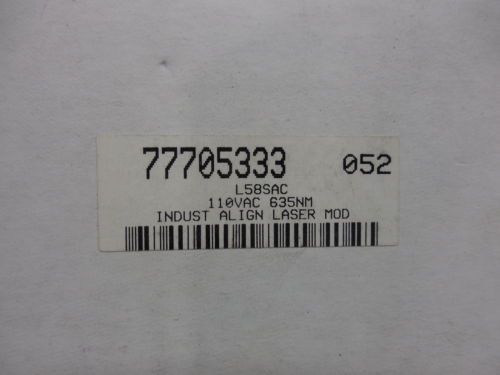 77705333 052
L58SAC
110VAC 635NM
INDUST ALIGN LASER MOD